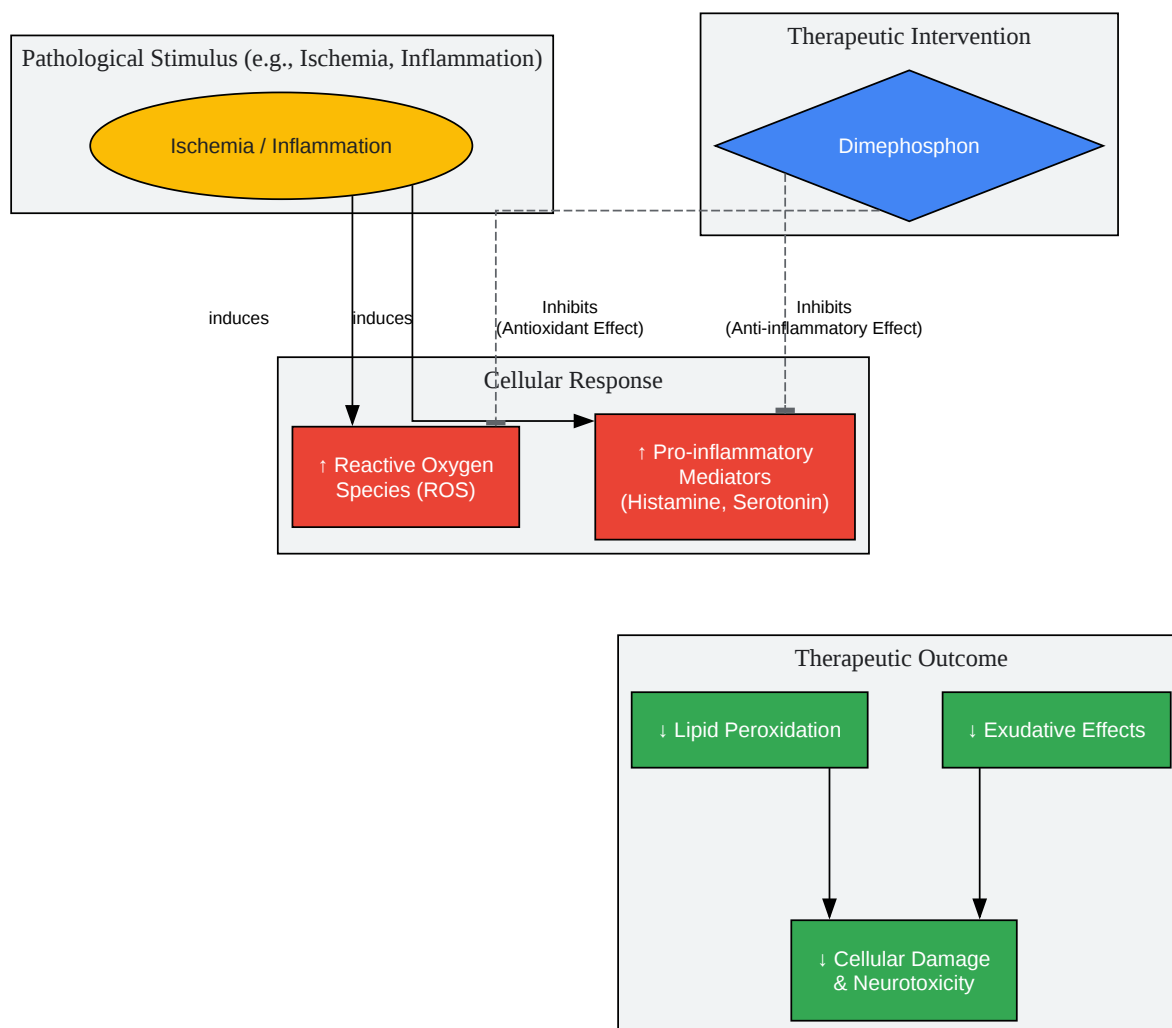 Pathological Stimulus (e.g., Ischemia, Inflammation)
Ischemia / Inflammation
Therapeutic Intervention
Dimephosphon
induces
induces
Inhibits
(Antioxidant Effect)
Inhibits
(Anti-inflammatory Effect)
Cellular Response
↑ Reactive Oxygen
Species (ROS)
↑ Pro-inflammatory
Mediators
(Histamine, Serotonin)
Therapeutic Outcome
↓ Lipid Peroxidation
↓ Exudative Effects
↓ Cellular Damage
& Neurotoxicity